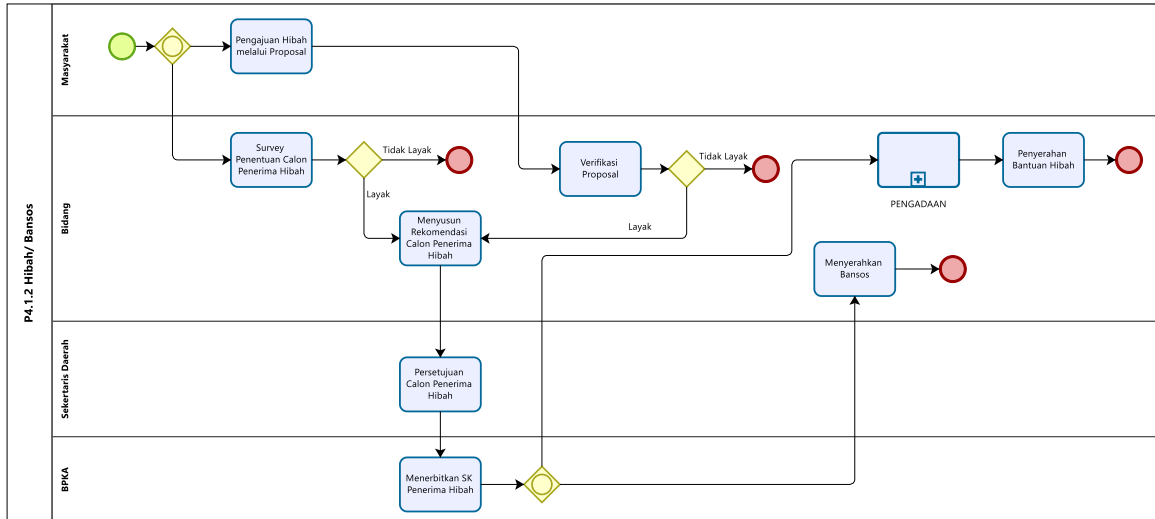 P4.1.2 Hibah/ Bansos
Masyarakat
Pengajuan Hibah
melalui Proposal
Bidang
Survey
Penentuan Calon
Penerima Hibah
Tidak Layak
Layak
Menyusun
Rekomendasi
Calon Penerima
Hibah
Verifikasi
Proposal
Tidak Layak
Layak
PENGADAAN
Penyerahan
Bantuan Hibah
Menyerahkan
Bansos
Sekertaris Daerah
Persetujuan
Calon Penerima
Hibah
BPKA
Menerbitkan SK
Penerima Hibah